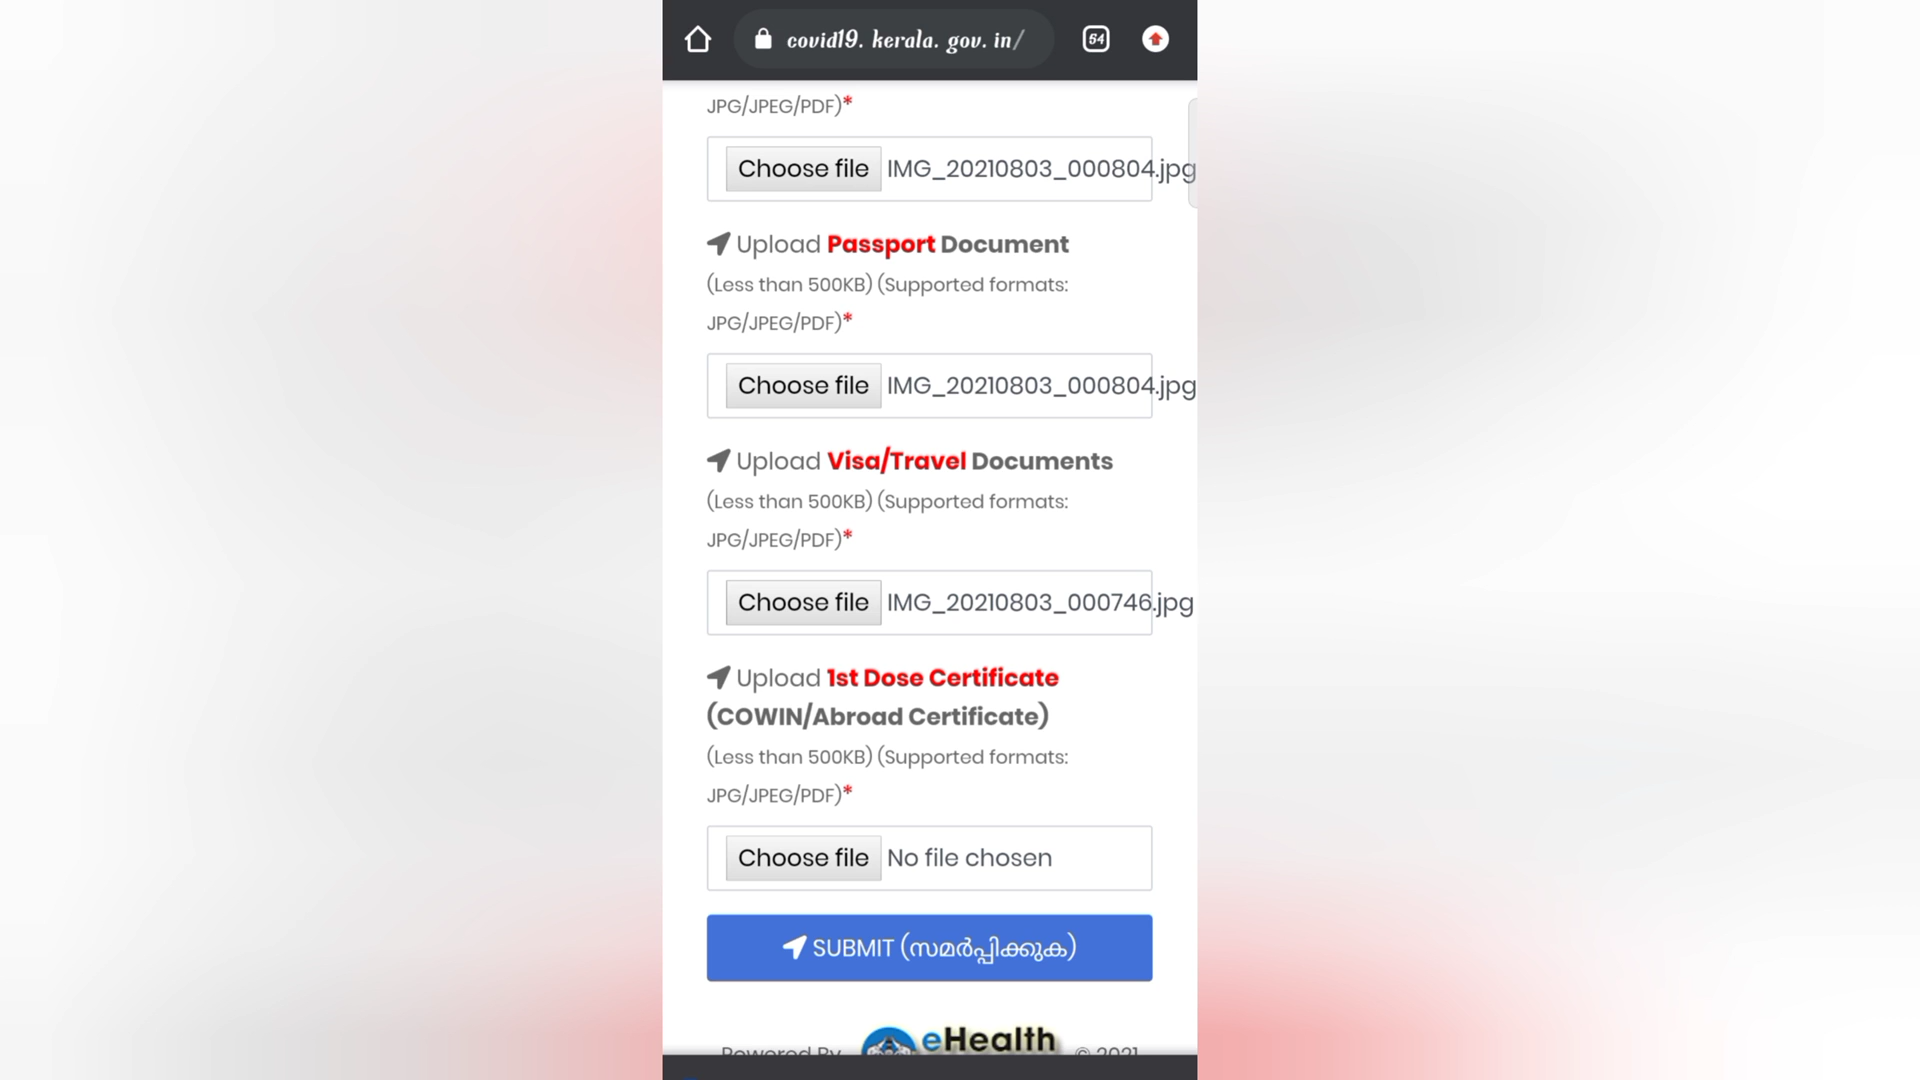 covid19. kerala. gov. in/
54
JPG/JPEG/PDF)*
Choose file IMG_20210803_000804.jpg
Upload Passport Document
(Less than 500KB) (Supported formats:
JPG/JPEG/PDF)*
Choose file IMG_20210803_000804.jpg
Upload Visa/Travel Documents
(Less than 500KB) (Supported formats:
JPG/JPEG/PDF)*
Choose file IMG_20210803_000746.jpg
Upload 1st Dose Certificate
(COWIN/Abroad Certificate)
(Less than 500KB) (Supported formats:
JPG/JPEG/PDF)*
Choose file No file chosen
SUBMIT (സമർപ്പിക്കുക)
Powered By eHealth © 2021